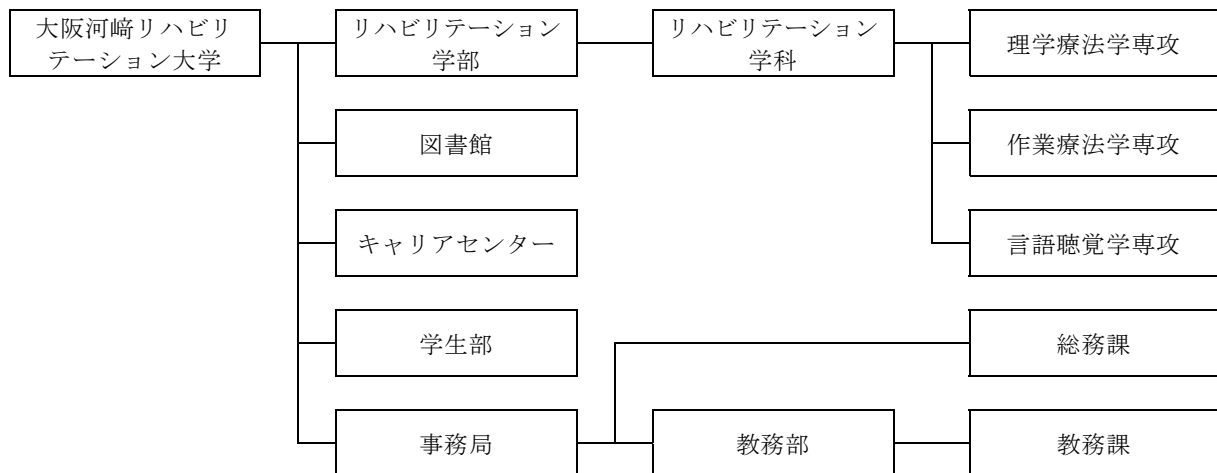 大阪河﨑リハビリ
テーション大学
リハビリテーション
学部
リハビリテーション
学科
理学療法学専攻
図書館
作業療法学専攻
キャリアセンター
言語聴覚学専攻
学生部
総務課
事務局
教務部
教務課